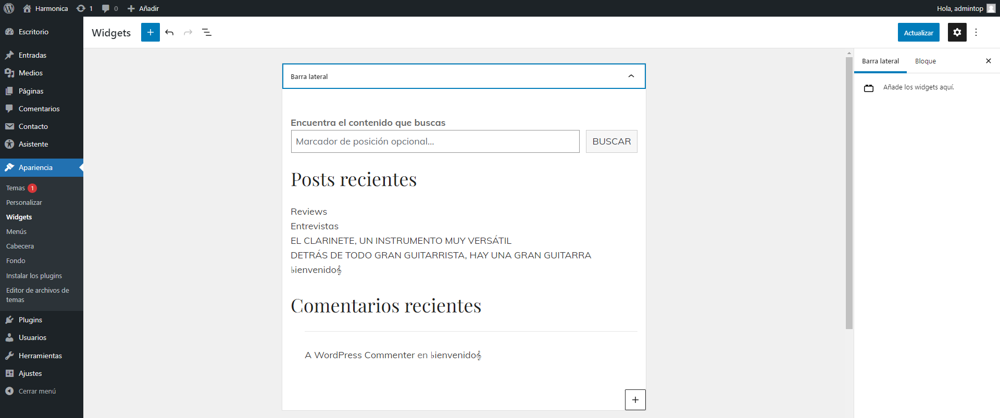 Harmonica 1 0 Añadir Hola, admintop
Escritorio
Entradas
Medios
Páginas
Comentarios
Contacto
Asistente
Apariencia
Temas 1
Personalizar
Widgets
Menús
Cabecera
Fondo
Instalar los plugins
Editor de archivos de
temas
Plugins
Usuarios
Herramientas
Ajustes
Cerrar menú
Widgets
Actualizar
Barra lateral
Encuentra el contenido que buscas
Marcador de posición opcional...
BUSCAR
Posts recientes
Reviews
Entrevistas
EL CLARINETE, UN INSTRUMENTO MUY VERSÁTIL
DETRÁS DE TODO GRAN GUITARRISTA, HAY UNA GRAN GUITARRA
♭ienvenido𝄞
Comentarios recientes
A WordPress Commenter en ♭ienvenido𝄞
Barra lateral Bloque
Añade los widgets aquí.